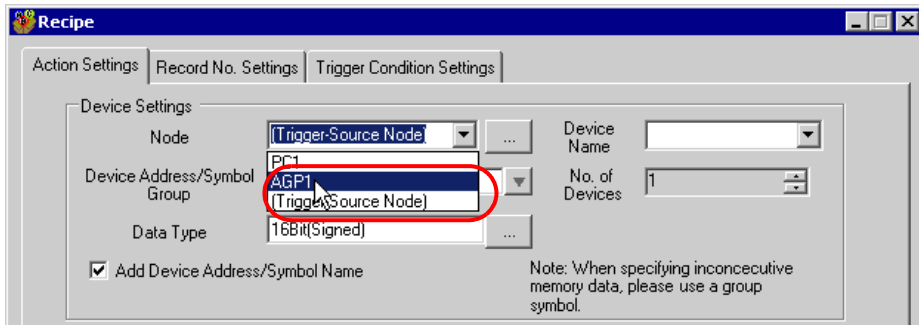 Recipe
Action Settings Record No. Settings Trigger Condition Settings
Device Settings
Node (Trigger-Source Node) ... Device Name
PC1
Device Address/Symbol Group AGP1 No. of Devices 1
(Trigger-Source Node)
Data Type 16Bit(Signed) ...
Add Device Address/Symbol Name
Note: When specifying inconcecutive
memory data, please use a group
symbol.